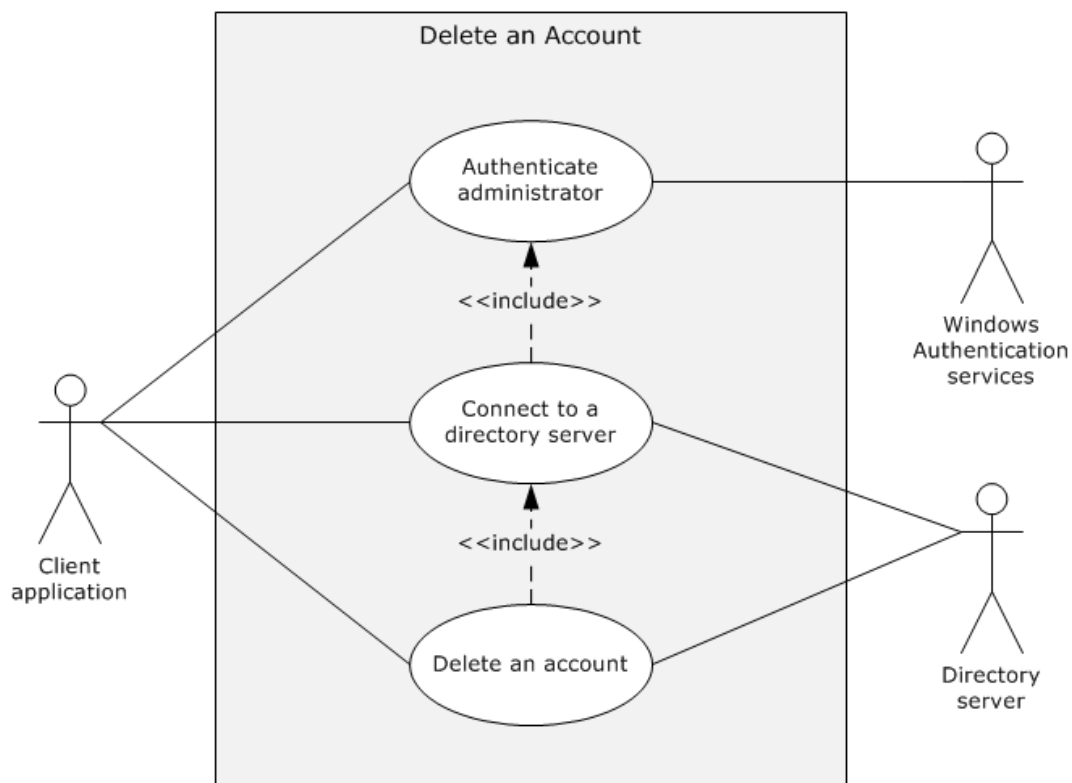 Delete an Account
Authenticate
administrator
<<include>>
Windows
Authentication
services
Connect to a
directory server
Client
application
<<include>>
Delete an account
Directory
server